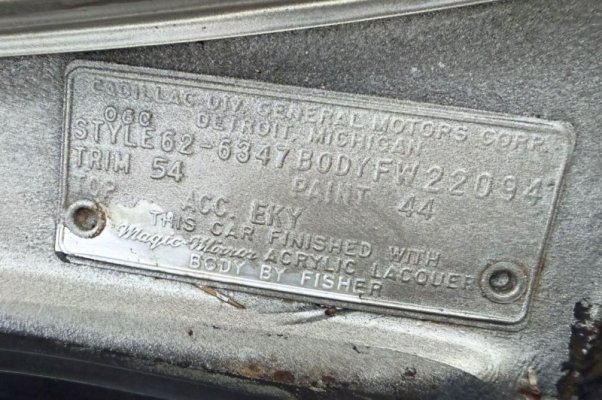 CADILLAC DIV. GENERAL MOTORS CORP.
08C DETROIT, MICHIGAN
STYLE 62-6347 BODY FW 22094
TRIM 54 PAINT 44
TOP ACC. EKY
THIS CAR FINISHED WITH
Magic-Mirror ACRYLIC LACQUER
BODY BY FISHER